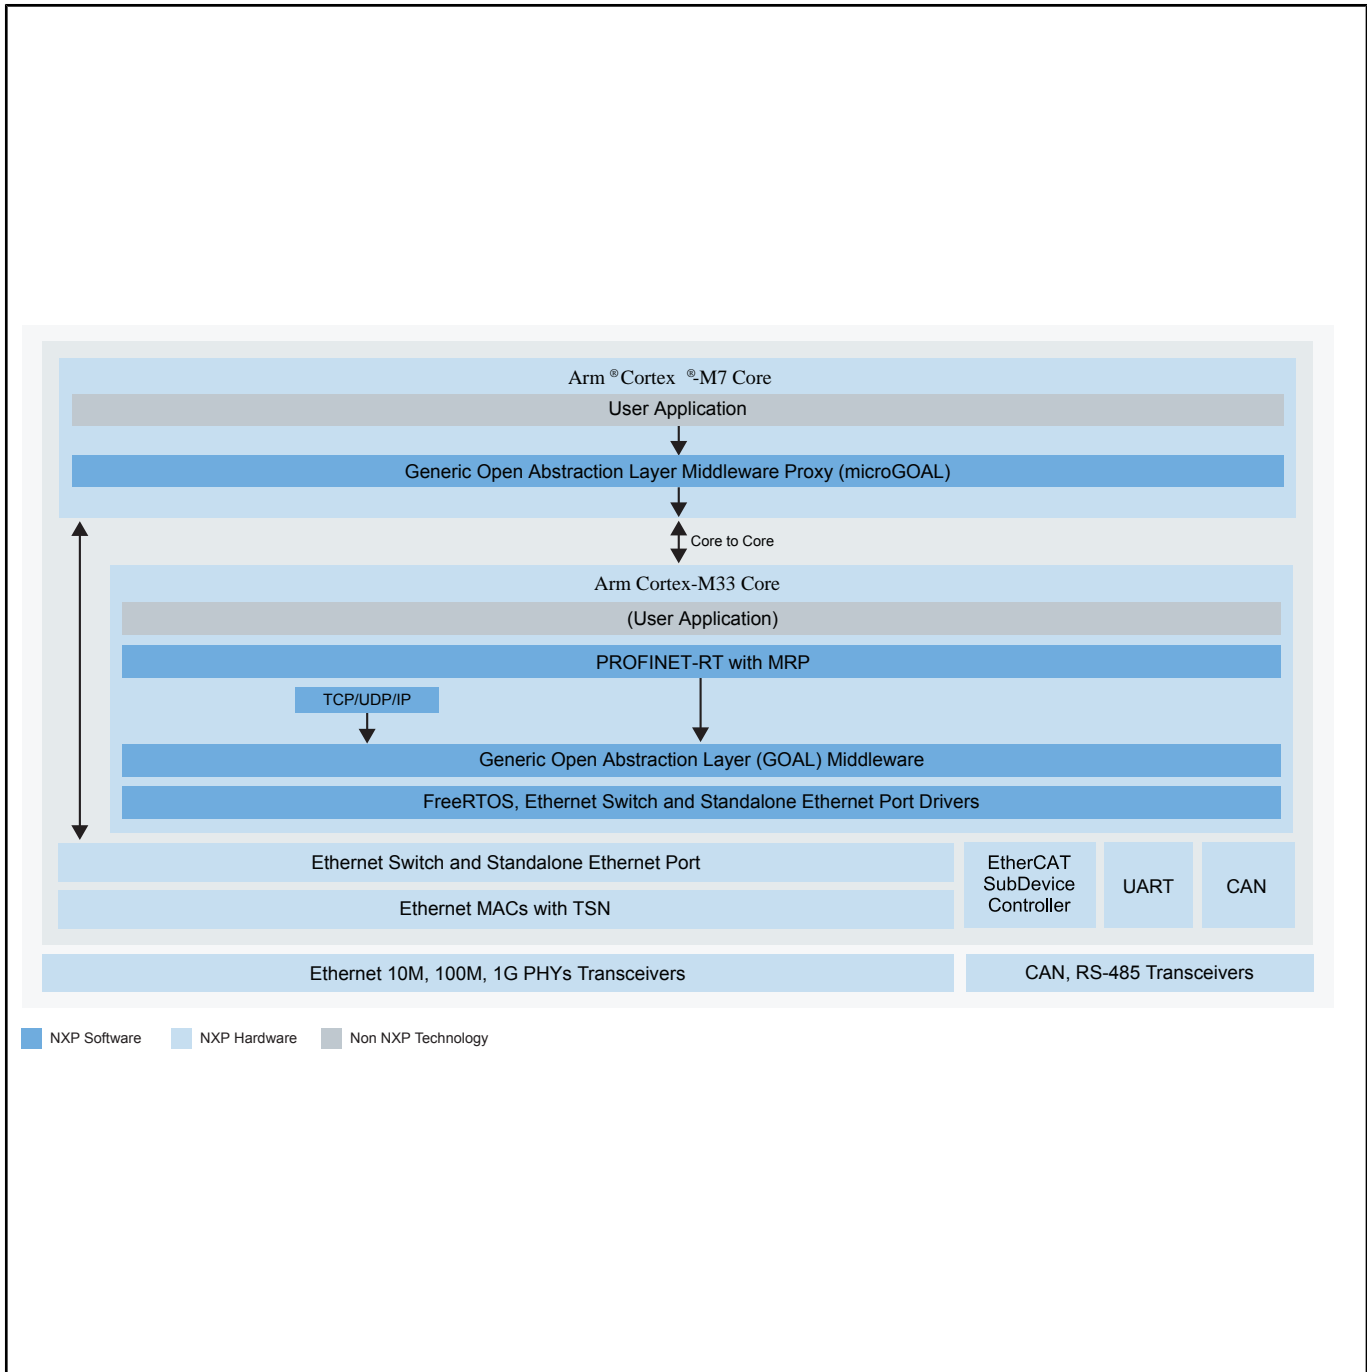 Arm ®Cortex ®-M7 Core
User Application
Generic Open Abstraction Layer Middleware Proxy (microGOAL)
Core to Core
Arm Cortex-M33 Core
(User Application)
PROFINET-RT with MRP
TCP/UDP/IP
Generic Open Abstraction Layer (GOAL) Middleware
FreeRTOS, Ethernet Switch and Standalone Ethernet Port Drivers
Ethernet Switch and Standalone Ethernet Port
Ethernet MACs with TSN
EtherCAT
SubDevice
Controller
UART
CAN
Ethernet 10M, 100M, 1G PHYs Transceivers
CAN, RS-485 Transceivers
NXP Software
NXP Hardware
Non NXP Technology